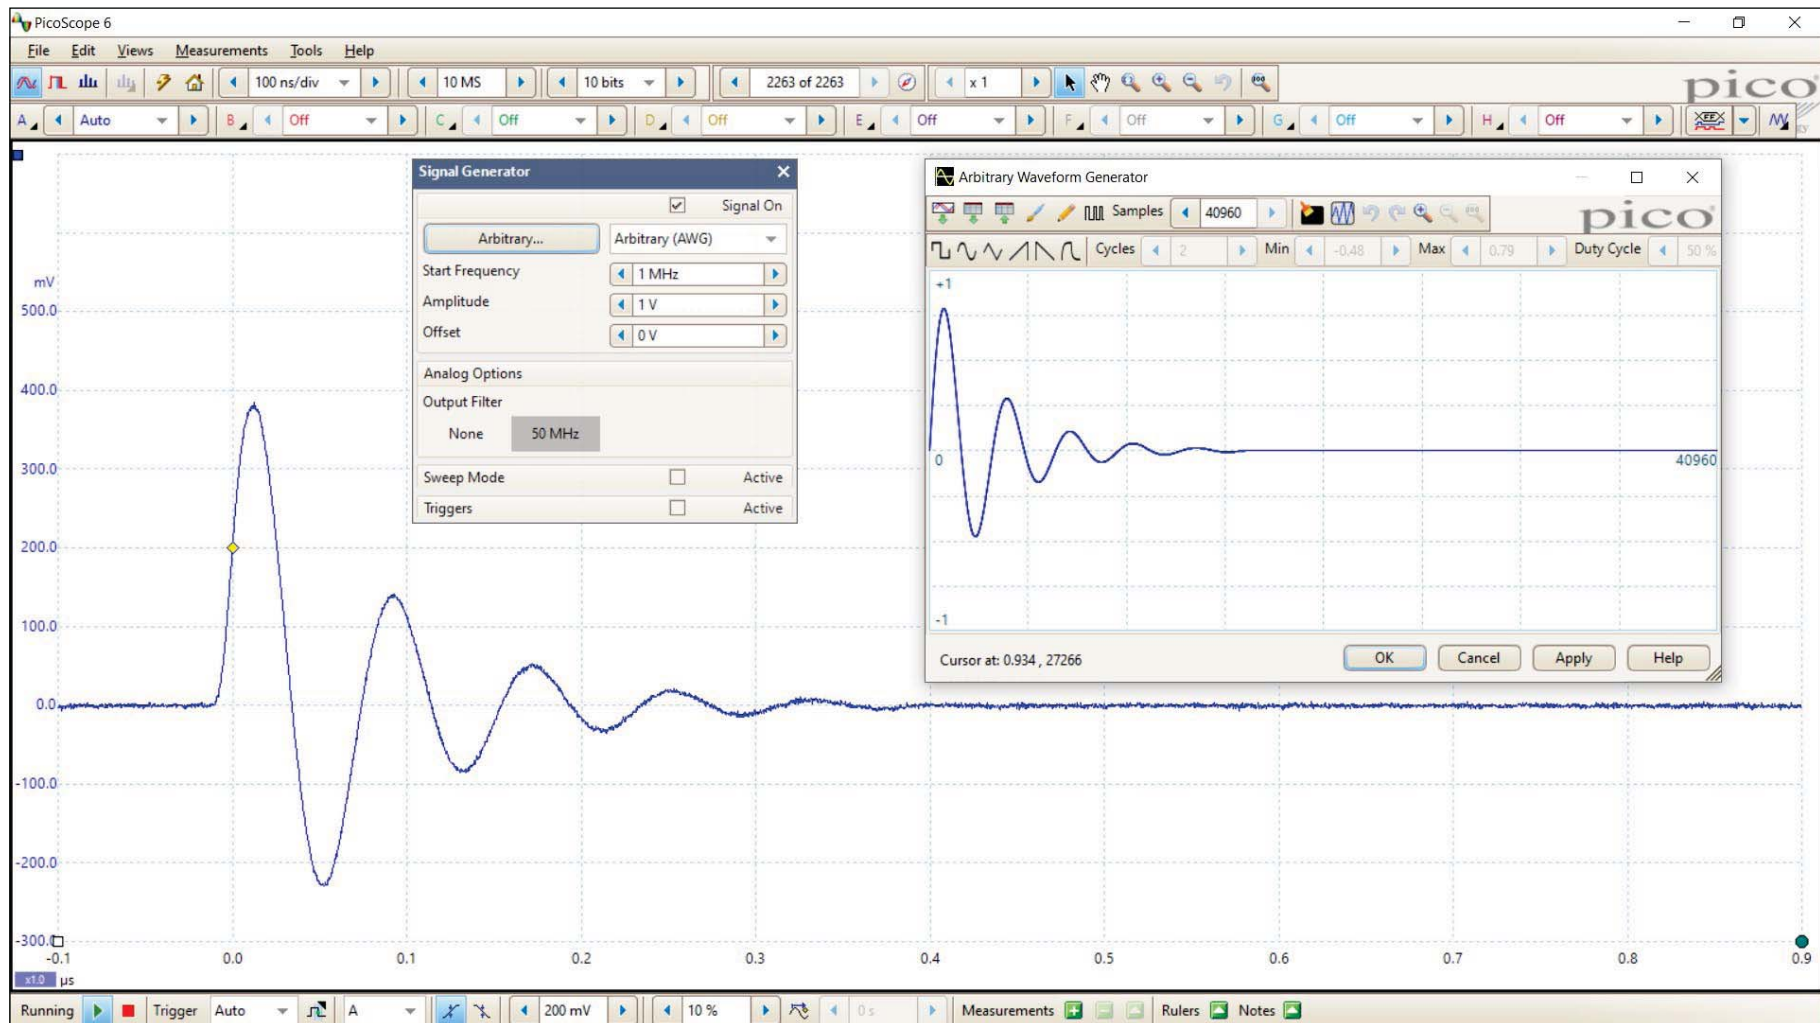 PicoScope 6
File Edit Views Measurements Tools Help
100 ns/div 10 MS 10 bits 2263 of 2263 x 1
pico
A Auto B Off C Off D Off E Off F Off G Off H Off
Signal Generator
Signal On
Arbitrary... Arbitrary (AWG)
Start Frequency 1 MHz
Amplitude 1 V
Offset 0 V
Analog Options
Output Filter
None 50 MHz
Sweep Mode Active
Triggers Active
Arbitrary Waveform Generator
Samples 40960
pico
Cycles 2 Min -0.48 Max 0.79 Duty Cycle 50 %
+1
0 40960
-1
Cursor at: 0.934 , 27266 OK Cancel Apply Help
mV
500.0
400.0
300.0
200.0
100.0
0.0
-100.0
-200.0
-300.0
-0.1 0.0 0.1 0.2 0.3 0.4 0.5 0.6 0.7 0.8 0.9
x1.0 µs
Running Trigger Auto A 200 mV 10 % 0 s Measurements Rulers Notes